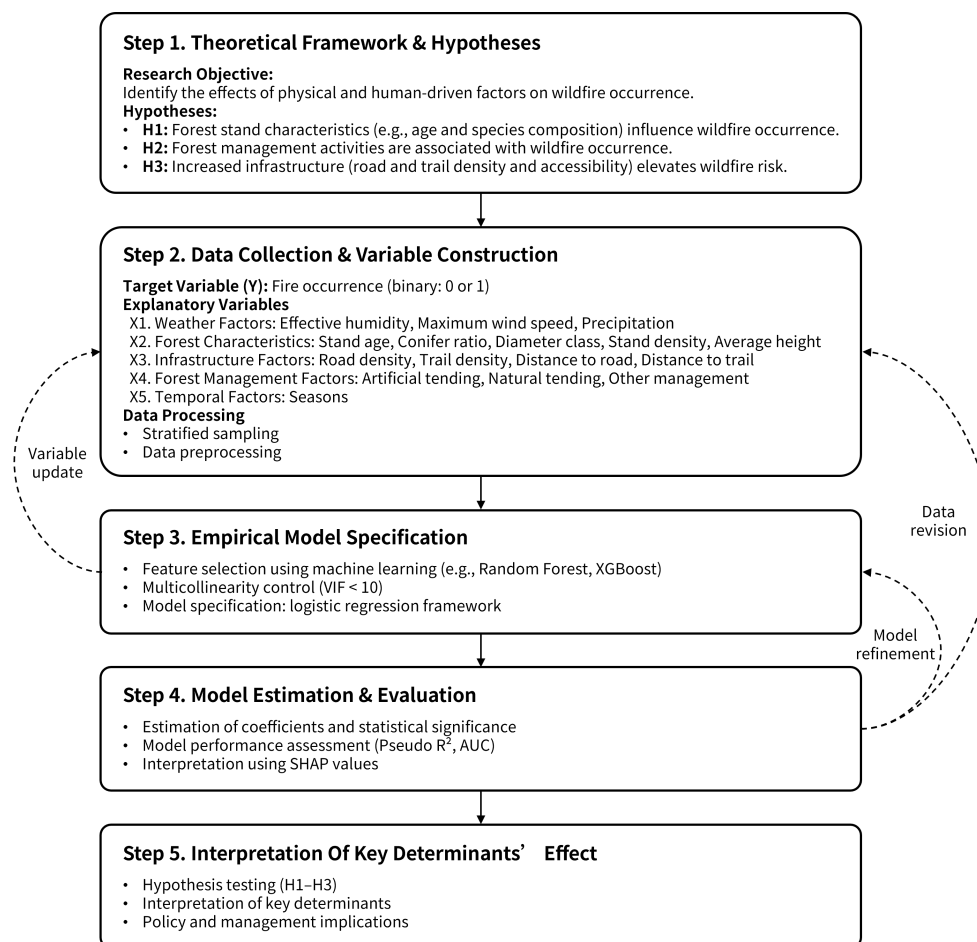 Step 1. Theoretical Framework & Hypotheses
Research Objective:
Identify the effects of physical and human-driven factors on wildfire occurrence.
Hypotheses:
• H1: Forest stand characteristics (e.g., age and species composition) influence wildfire occurrence.
• H2: Forest management activities are associated with wildfire occurrence.
• H3: Increased infrastructure (road and trail density and accessibility) elevates wildfire risk.
Step 2. Data Collection & Variable Construction
Target Variable (Y): Fire occurrence (binary: 0 or 1)
Explanatory Variables
X1. Weather Factors: Effective humidity, Maximum wind speed, Precipitation
X2. Forest Characteristics: Stand age, Conifer ratio, Diameter class, Stand density, Average height
X3. Infrastructure Factors: Road density, Trail density, Distance to road, Distance to trail
X4. Forest Management Factors: Artificial tending, Natural tending, Other management
X5. Temporal Factors: Seasons
Data Processing
• Stratified sampling
• Data preprocessing
Variable
update
Data
revision
Step 3. Empirical Model Specification
• Feature selection using machine learning (e.g., Random Forest, XGBoost)
• Multicollinearity control (VIF < 10)
• Model specification: logistic regression framework
Model
refinement
Step 4. Model Estimation & Evaluation
• Estimation of coefficients and statistical significance
• Model performance assessment (Pseudo R², AUC)
• Interpretation using SHAP values
Step 5. Interpretation Of Key Determinants’ Effect
• Hypothesis testing (H1–H3)
• Interpretation of key determinants
• Policy and management implications